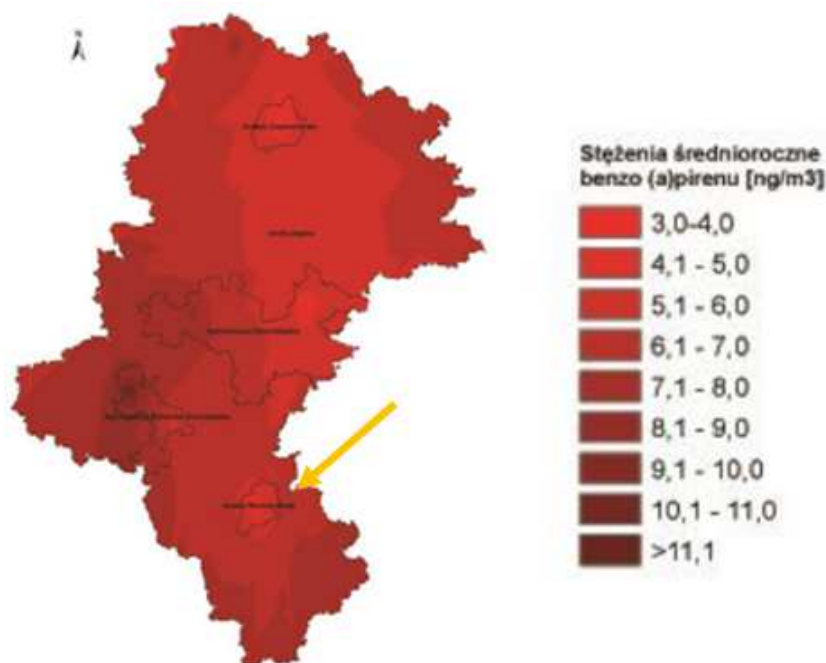 N
Stężenia średnioroczne
benzo (a)pirenu [ng/m3]
3,0-4,0
4,1 - 5,0
5,1 - 6,0
6,1 - 7,0
7,1 - 8,0
8,1 - 9,0
9,1 - 10,0
10,1 - 11,0
>11,1